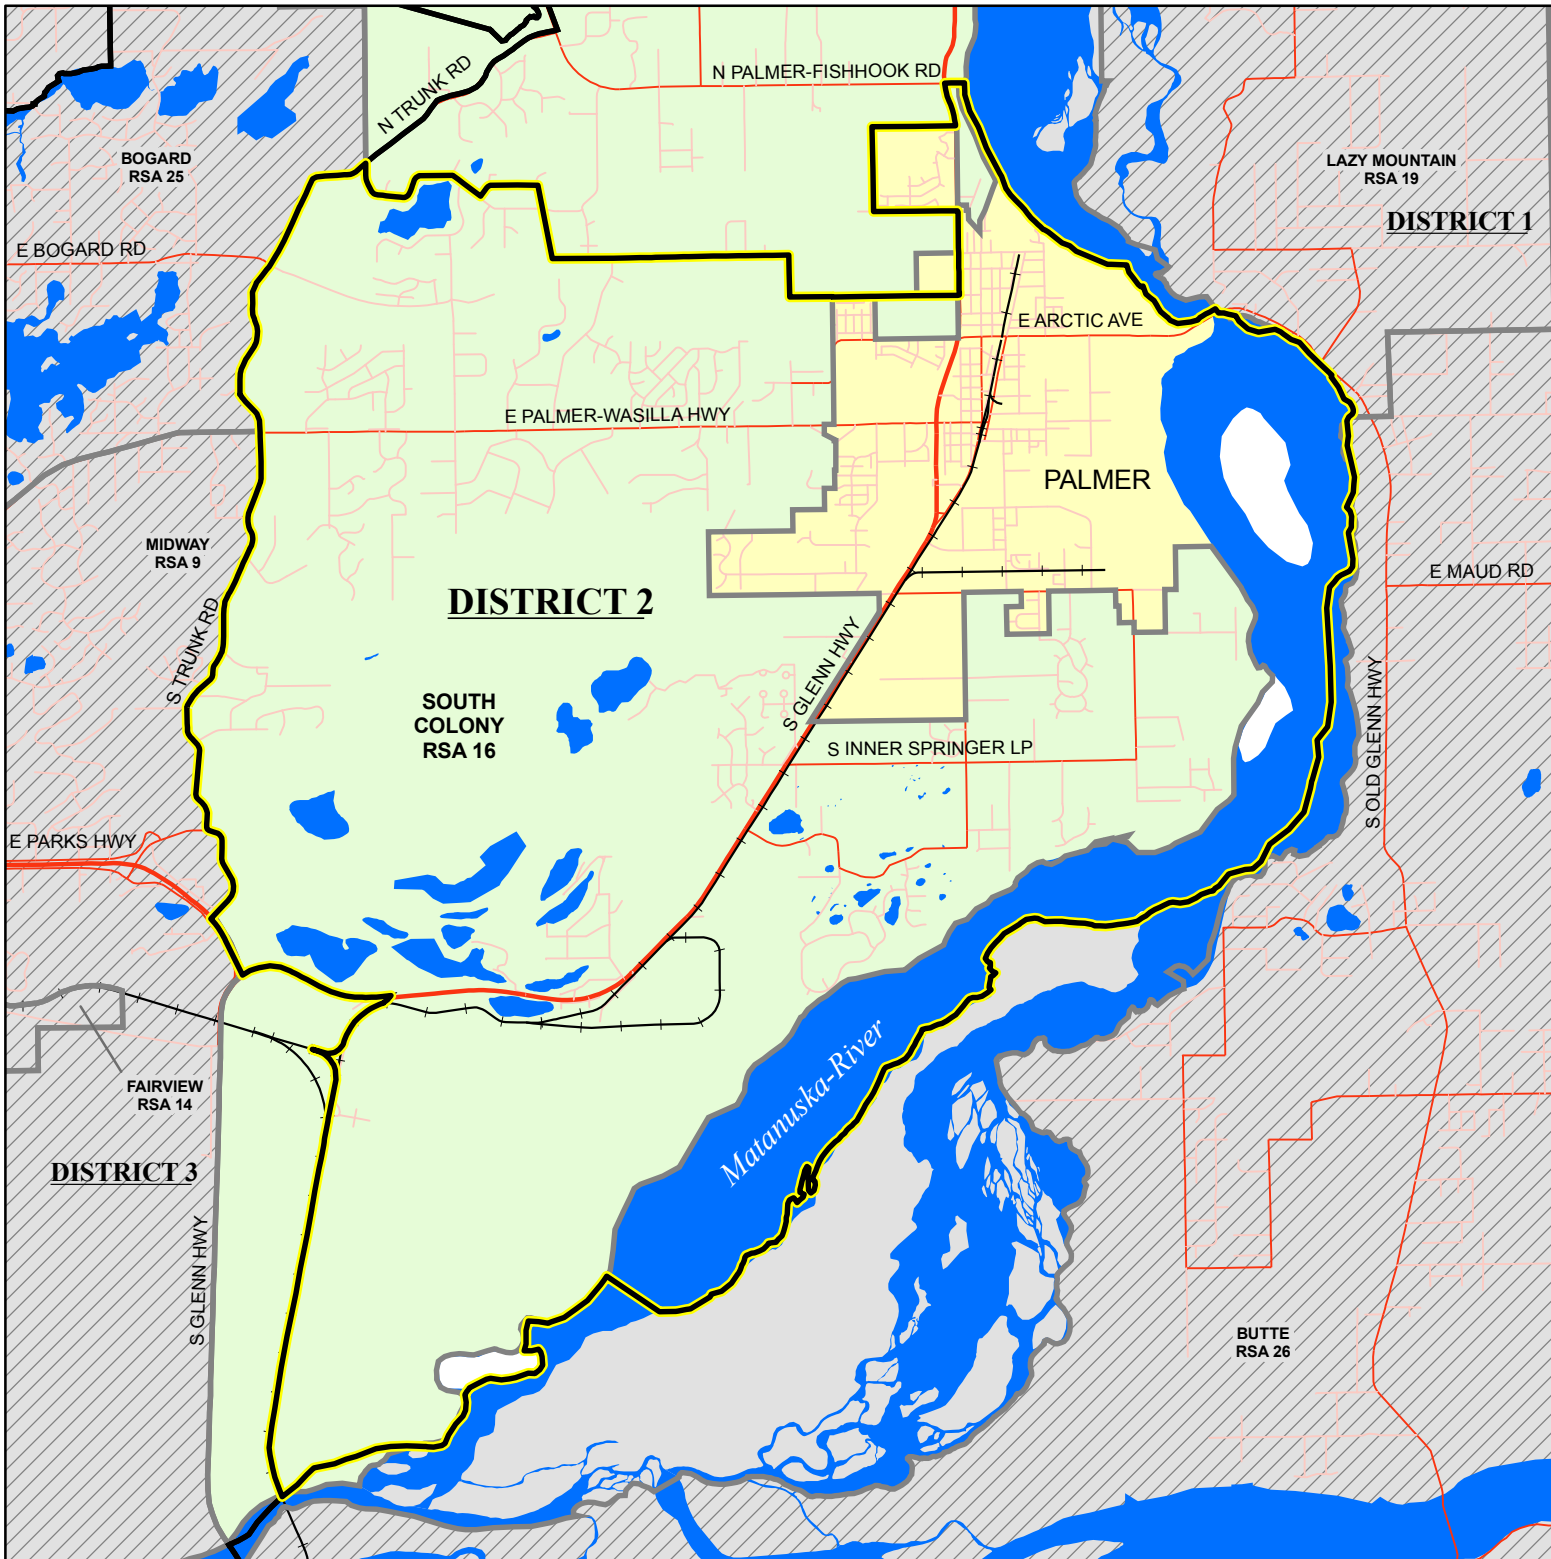 N PALMER-FISHHOOK RD
N TRUNK RD
BOGARD
RSA 25
LAZY MOUNTAIN
RSA 19
DISTRICT 1
E BOGARD RD
E ARCTIC AVE
E PALMER-WASILLA HWY
PALMER
MIDWAY
RSA 9
E MAUD RD
DISTRICT 2
S TRUNK RD
S GLENN HWY
SOUTH
COLONY
RSA 16
S INNER SPRINGER LP
S OLD GLENN HWY
E PARKS HWY
Matanuska-River
FAIRVIEW
RSA 14
DISTRICT 3
S GLENN HWY
BUTTE
RSA 26